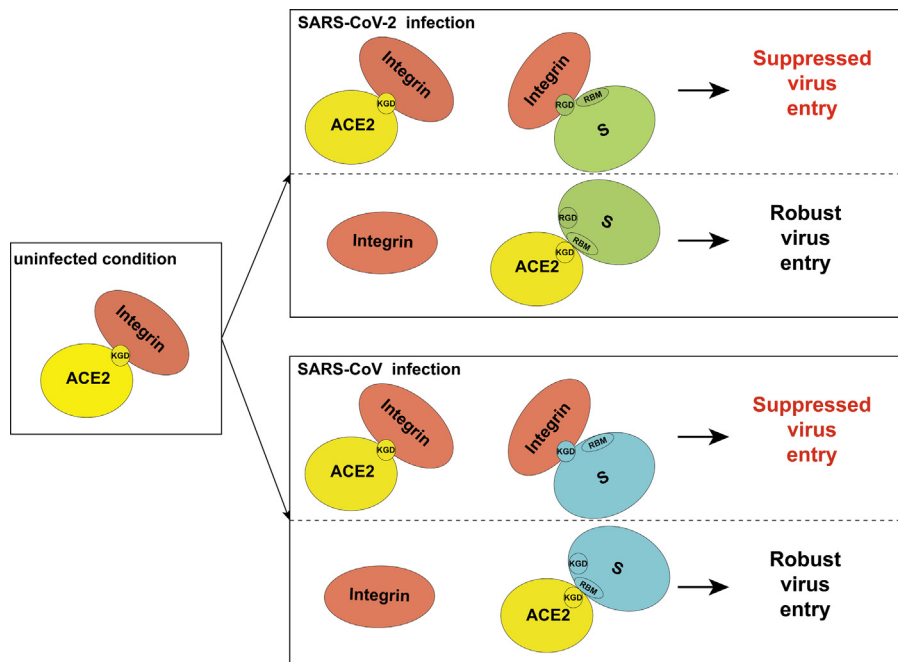 SARS-CoV-2 infection
Integrin
KGD
ACE2
Integrin
RGD
RBM
S
Suppressed
virus
entry
Integrin
RGD
S
RBM
KGD
ACE2
Robust
virus
entry
uninfected condition
Integrin
KGD
ACE2
SARS-CoV infection
Integrin
KGD
ACE2
Integrin
KGD
RBM
S
Suppressed
virus
entry
Integrin
KGD
S
RBM
KGD
ACE2
Robust
virus
entry